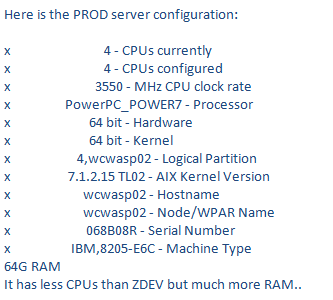 Here is the PROD server configuration:
x 4 - CPUs currently
x 4 - CPUs configured
x 3550 - MHz CPU clock rate
x PowerPC_POWER7 - Processor
x 64 bit - Hardware
x 64 bit - Kernel
x 4,wcwasp02 - Logical Partition
x 7.1.2.15 TL02 - AIX Kernel Version
x wcwasp02 - Hostname
x wcwasp02 - Node/WPAR Name
x 068B08R - Serial Number
x IBM,8205-E6C - Machine Type
64G RAM
It has less CPUs than ZDEV but much more RAM..